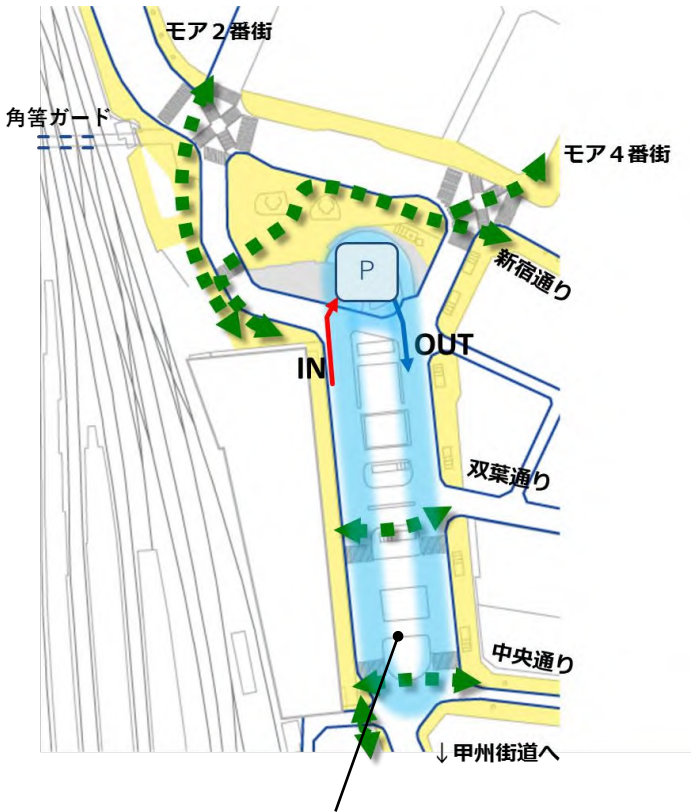 モア２番街
角筈ガード
モア４番街
新宿通り
P
IN
OUT
双葉通り
中央通り
↓甲州街道へ